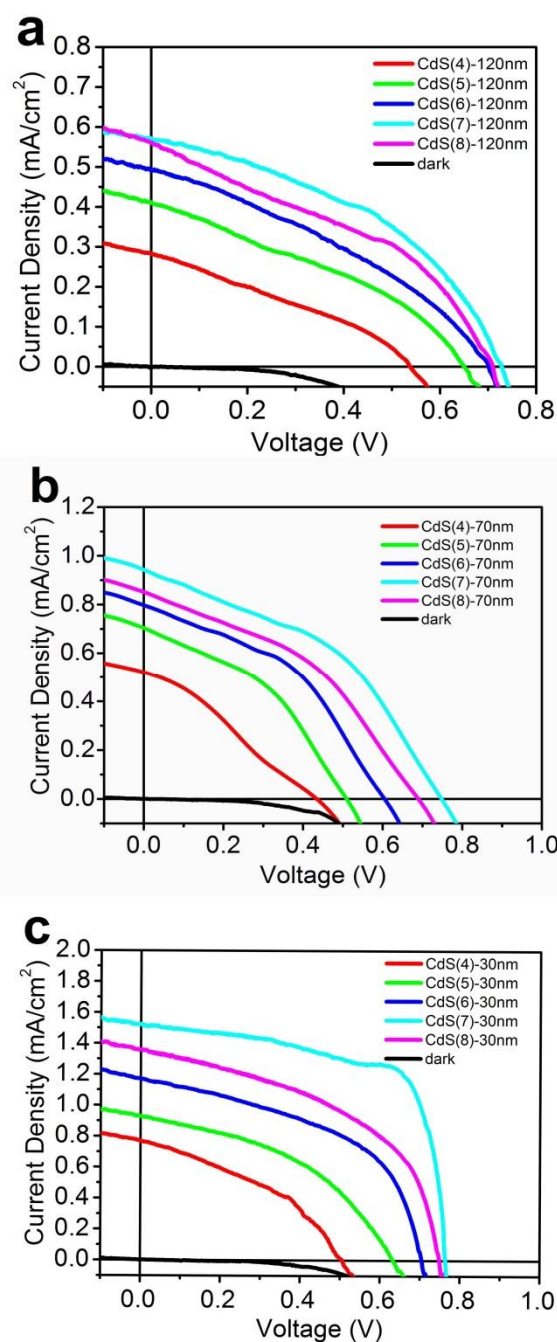 a
0.8
0.7
0.6
0.5
0.4
0.3
0.2
0.1
0.0
Current Density (mA/cm²)
CdS(4)-120nm
CdS(5)-120nm
CdS(6)-120nm
CdS(7)-120nm
CdS(8)-120nm
dark
0.0 0.2 0.4 0.6 0.8
Voltage (V)
b
1.2
1.0
0.8
0.6
0.4
0.2
0.0
Current Density (mA/cm²)
CdS(4)-70nm
CdS(5)-70nm
CdS(6)-70nm
CdS(7)-70nm
CdS(8)-70nm
dark
0.0 0.2 0.4 0.6 0.8 1.0
Voltage (V)
c
2.0
1.8
1.6
1.4
1.2
1.0
0.8
0.6
0.4
0.2
0.0
Current Density (mA/cm²)
CdS(4)-30nm
CdS(5)-30nm
CdS(6)-30nm
CdS(7)-30nm
CdS(8)-30nm
dark
0.0 0.2 0.4 0.6 0.8 1.0
Voltage (V)